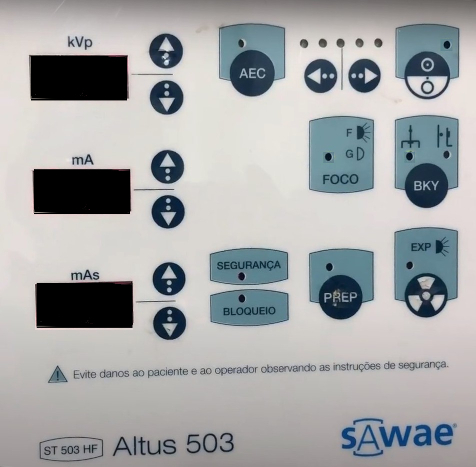 kVp
AEC
mA
F
G
FOCO
BKY
mAs
SEGURANÇA
BLOQUEIO
PREP
EXP
Evite danos ao paciente e ao operador observando as instruções de segurança.
ST 503 HF Altus 503 sAwae®